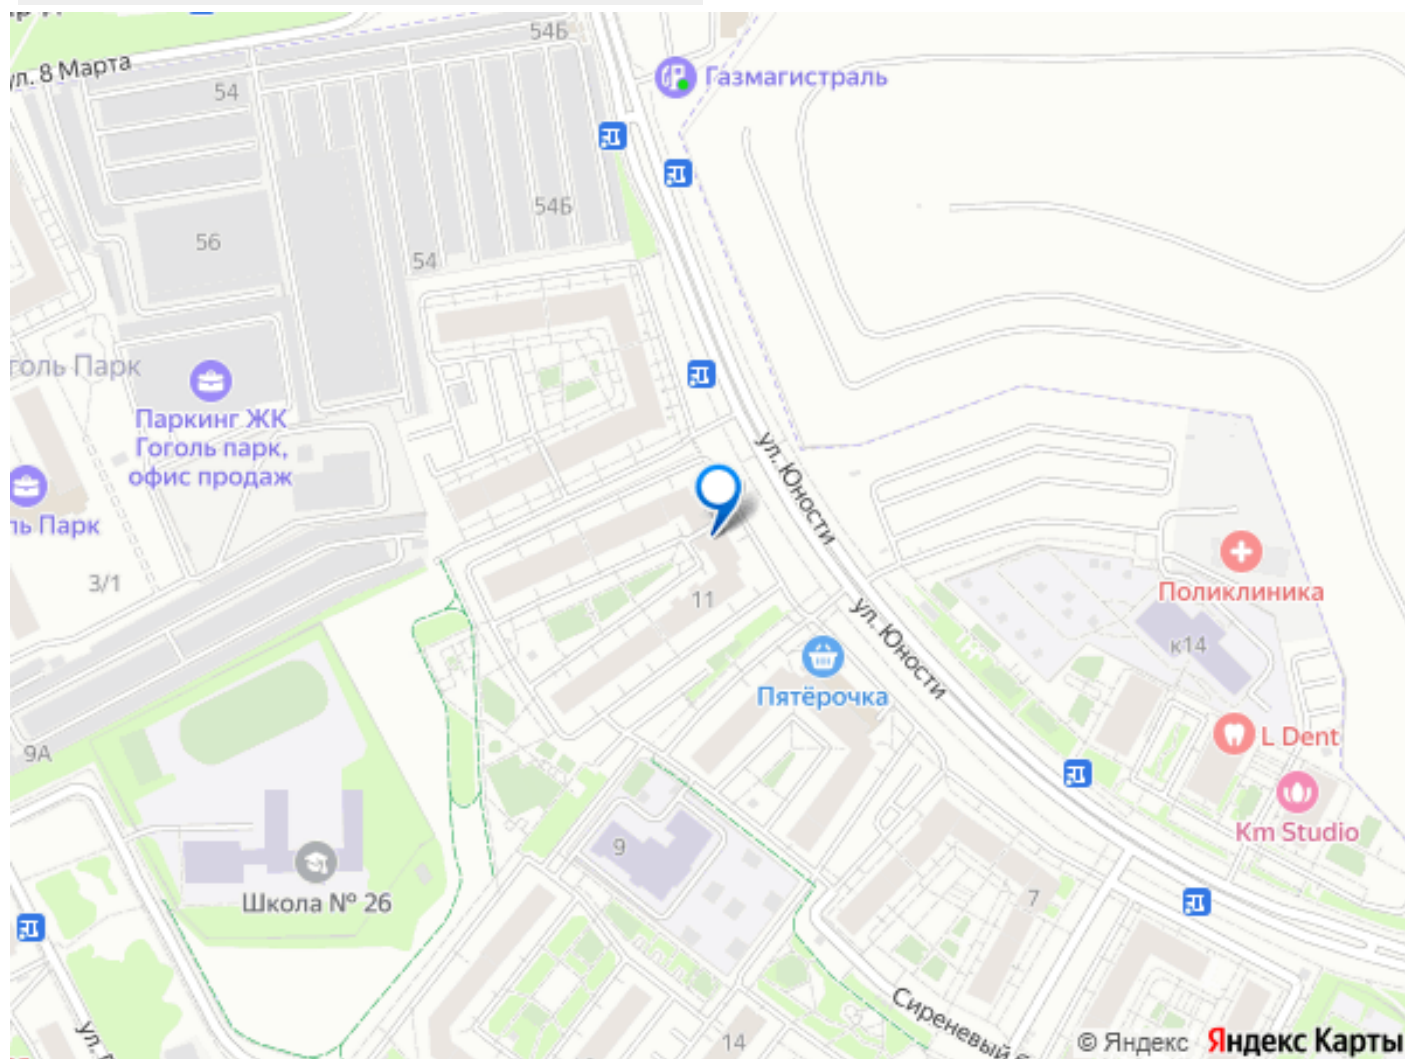 54Б
ул. 8 Марта
Газмагистраль
54
54Б
56
54
голь Парк
Паркинг ЖК
Гоголь парк,
офис продаж
ул. Юности
ль Парк
3/1
Поликлиника
11
ул. Юности
к14
Пятёрочка
L Dent
9А
Km Studio
9
Школа № 26
7
Сиреневый
14
ул.
© Яндекс Яндекс Карты